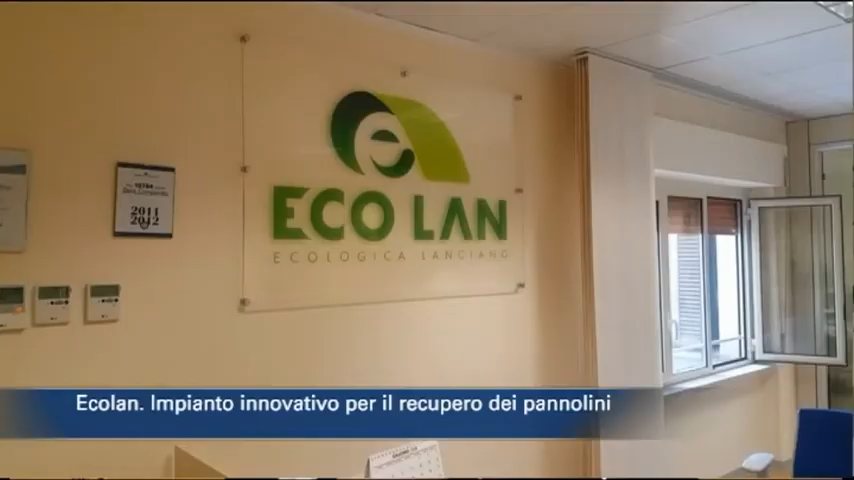 e
ECO LAN
ECOLOGICA LANCIANO
2011
2012
Ecolan. Impianto innovativo per il recupero dei pannolini